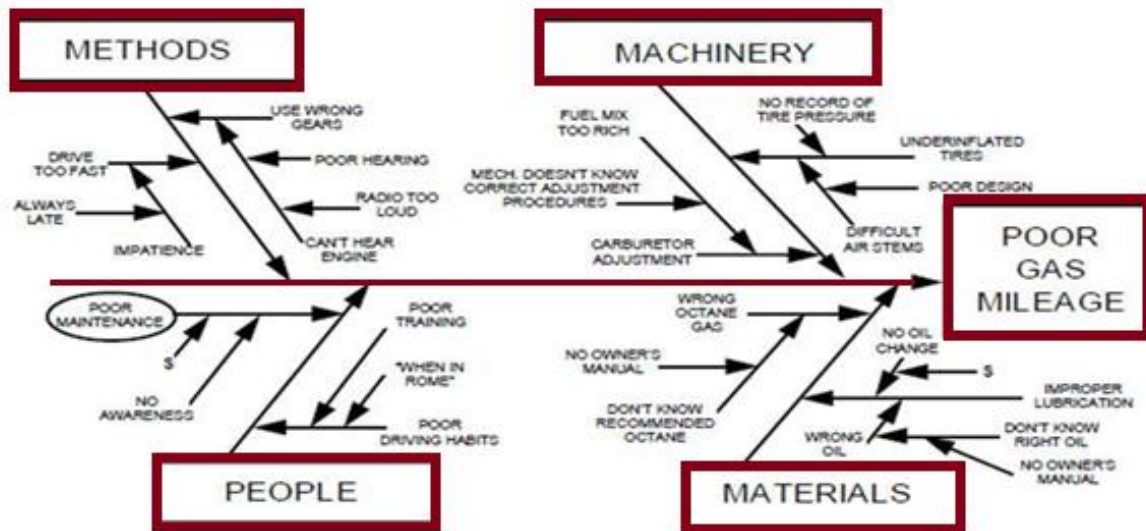 METHODS
MACHINERY
USE WRONG
GEARS
DRIVE
TOO FAST
POOR HEARING
ALWAYS
LATE
RADIO TOO
LOUD
IMPATIENCE
CAN'T HEAR
ENGINE
NO RECORD OF
TIRE PRESSURE
FUEL MIX
TOO RICH
UNDERINFLATED
TIRES
MECH. DOESN'T KNOW
CORRECT ADJUSTMENT
PROCEDURES
POOR DESIGN
CARBURETOR
ADJUSTMENT
DIFFICULT
AIR STEMS
POOR
GAS
MILEAGE
POOR
MAINTENANCE
$
NO
AWARENESS
POOR
TRAINING
"WHEN IN
ROME"
POOR
DRIVING HABITS
WRONG
OCTANE
GAS
NO OWNER'S
MANUAL
DON'T KNOW
RECOMMENDED
OCTANE
NO OIL
CHANGE
$
IMPROPER
LUBRICATION
WRONG
OIL
DON'T KNOW
RIGHT OIL
NO OWNER'S
MANUAL
PEOPLE
MATERIALS